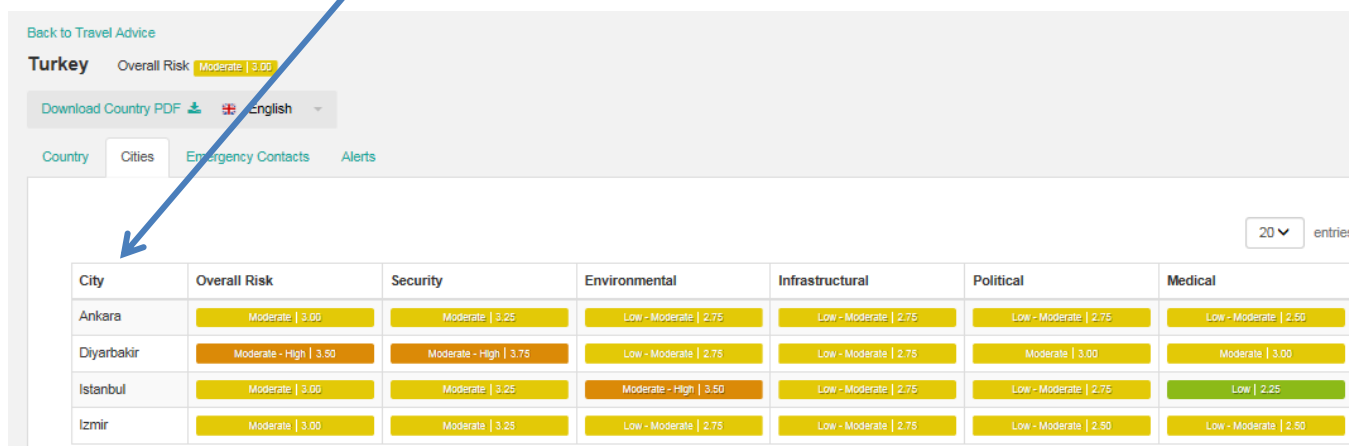 Back to Travel Advice
Turkey Overall Risk Moderate | 3.00
Download Country PDF English
Country Cities Emergency Contacts Alerts
20 entries
City Overall Risk Security Environmental Infrastructural Political Medical
Ankara Moderate | 3.00 Moderate | 3.25 Low - Moderate | 2.75 Low - Moderate | 2.75 Low - Moderate | 2.75 Low - Moderate | 2.50
Diyarbakir Moderate - High | 3.50 Moderate - High | 3.75 Low - Moderate | 2.75 Low - Moderate | 2.75 Moderate | 3.00 Moderate | 3.00
Istanbul Moderate | 3.00 Moderate | 3.25 Moderate - High | 3.50 Low - Moderate | 2.75 Low - Moderate | 2.75 Low | 2.25
Izmir Moderate | 3.00 Moderate | 3.25 Low - Moderate | 2.75 Low - Moderate | 2.75 Low - Moderate | 2.50 Low - Moderate | 2.50